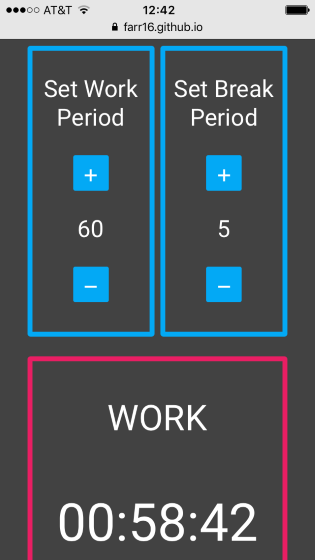 AT&T 12:42
farr16.github.io
Set Work
Period
+
60
−
Set Break
Period
+
5
−
WORK
00:58:42